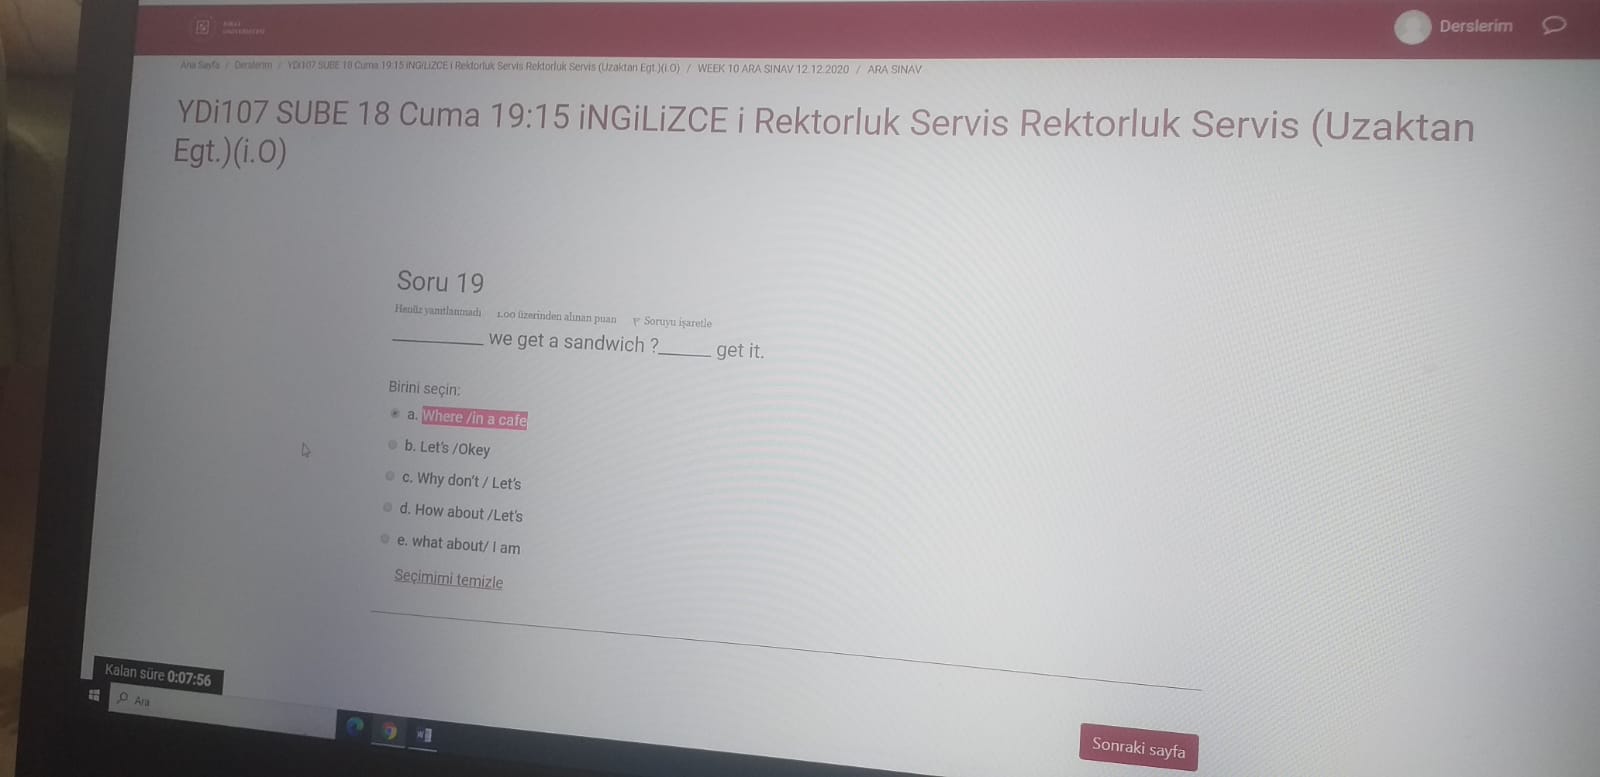 Derslerim
Ana Sayfa / Derslerim / YDi107 SUBE 18 Cuma 19:15 iNGiLiZCE i Rektorluk Servis Rektorluk Servis (Uzaktan Egt.)(i.O) / WEEK 10 ARA SINAV 12.12.2020 / ARA SINAV
YDi107 SUBE 18 Cuma 19:15 iNGiLiZCE i Rektorluk Servis Rektorluk Servis (Uzaktan
Egt.)(i.O)
Soru 19
Henüz yanıtlanmadı 1.00 üzerinden alınan puan Soruyu işaretle
_________ we get a sandwich ?______ get it.
Birini seçin:
a. Where /in a cafe
b. Let's /Okey
c. Why don't / Let's
d. How about /Let's
e. what about/ I am
Seçimimi temizle
Kalan süre 0:07:56
Ara
Sonraki sayfa